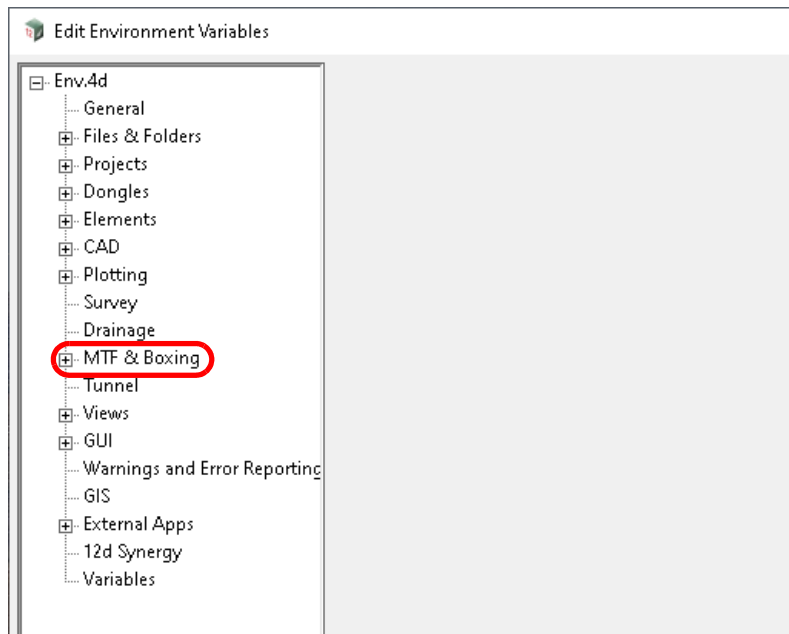 Edit Environment Variables
Env.4d
General
Files & Folders
Projects
Dongles
Elements
CAD
Plotting
Survey
Drainage
MTF & Boxing
Tunnel
Views
GUI
Warnings and Error Reporting
GIS
External Apps
12d Synergy
Variables